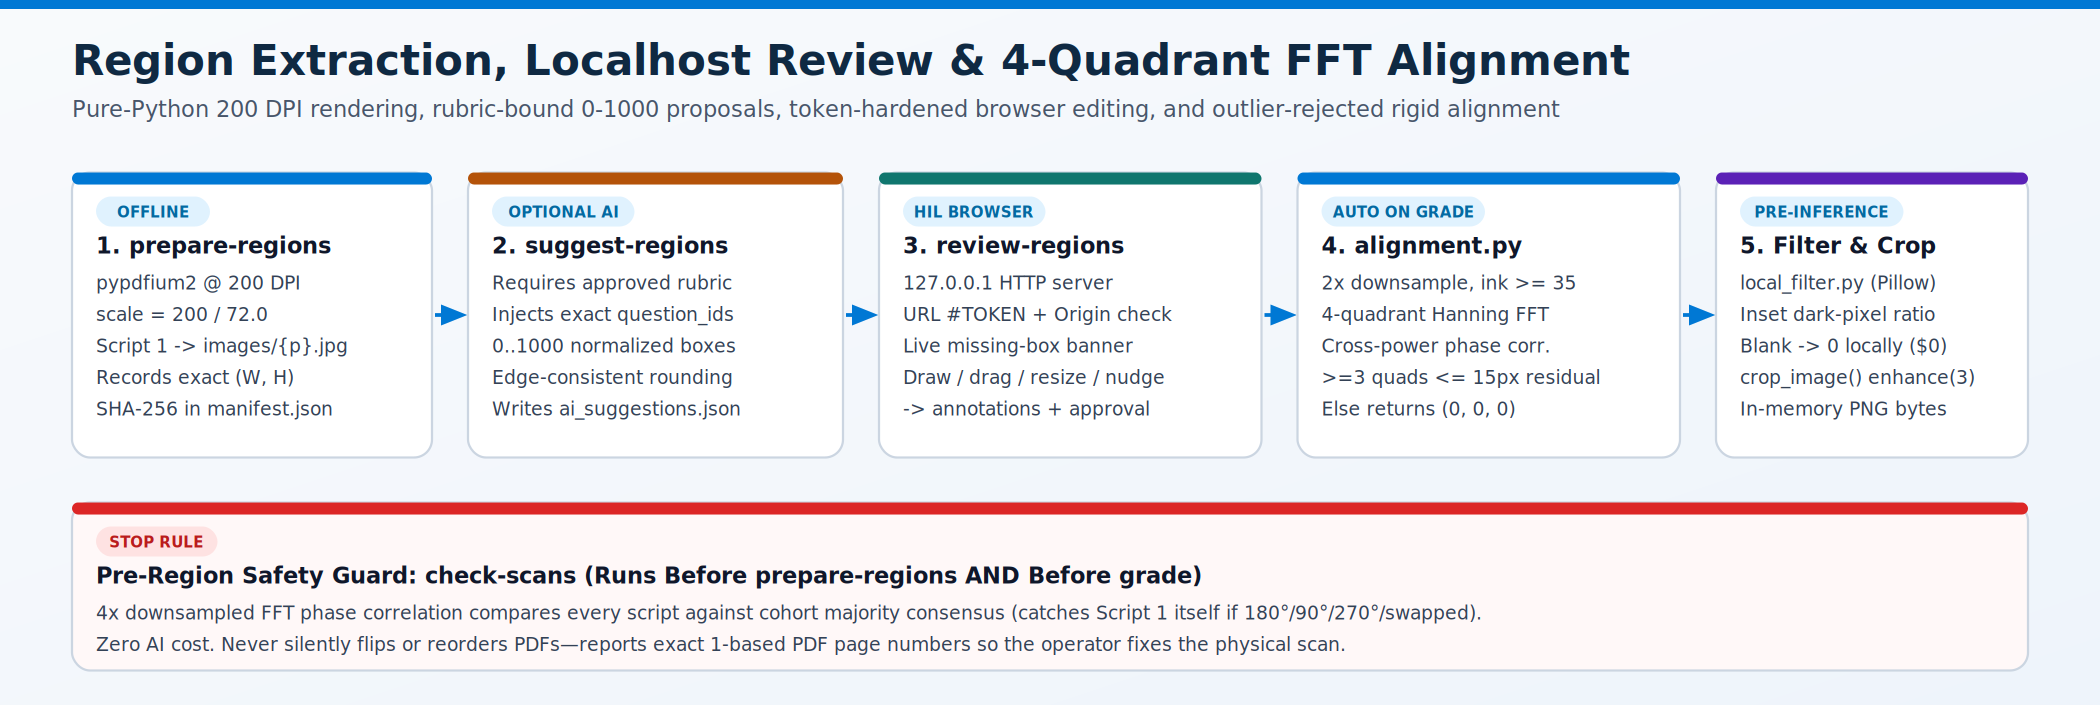 Region Extraction, Localhost Review & 4-Quadrant FFT Alignment
Pure-Python 200 DPI rendering, rubric-bound 0-1000 proposals, token-hardened browser editing, and outlier-rejected rigid alignment
OFFLINE
1. prepare-regions
pypdfium2 @ 200 DPI
scale = 200 / 72.0
Script 1 -> images/{p}.jpg
Records exact (W, H)
SHA-256 in manifest.json
OPTIONAL AI
2. suggest-regions
Requires approved rubric
Injects exact question_ids
0..1000 normalized boxes
Edge-consistent rounding
Writes ai_suggestions.json
HIL BROWSER
3. review-regions
127.0.0.1 HTTP server
URL #TOKEN + Origin check
Live missing-box banner
Draw / drag / resize / nudge
-> annotations + approval
AUTO ON GRADE
4. alignment.py
2x downsample, ink >= 35
4-quadrant Hanning FFT
Cross-power phase corr.
>=3 quads <= 15px residual
Else returns (0, 0, 0)
PRE-INFERENCE
5. Filter & Crop
local_filter.py (Pillow)
Inset dark-pixel ratio
Blank -> 0 locally ($0)
crop_image() enhance(3)
In-memory PNG bytes
STOP RULE
Pre-Region Safety Guard: check-scans (Runs Before prepare-regions AND Before grade)
4x downsampled FFT phase correlation compares every script against cohort majority consensus (catches Script 1 itself if 180°/90°/270°/swapped).
Zero AI cost. Never silently flips or reorders PDFs—reports exact 1-based PDF page numbers so the operator fixes the physical scan.